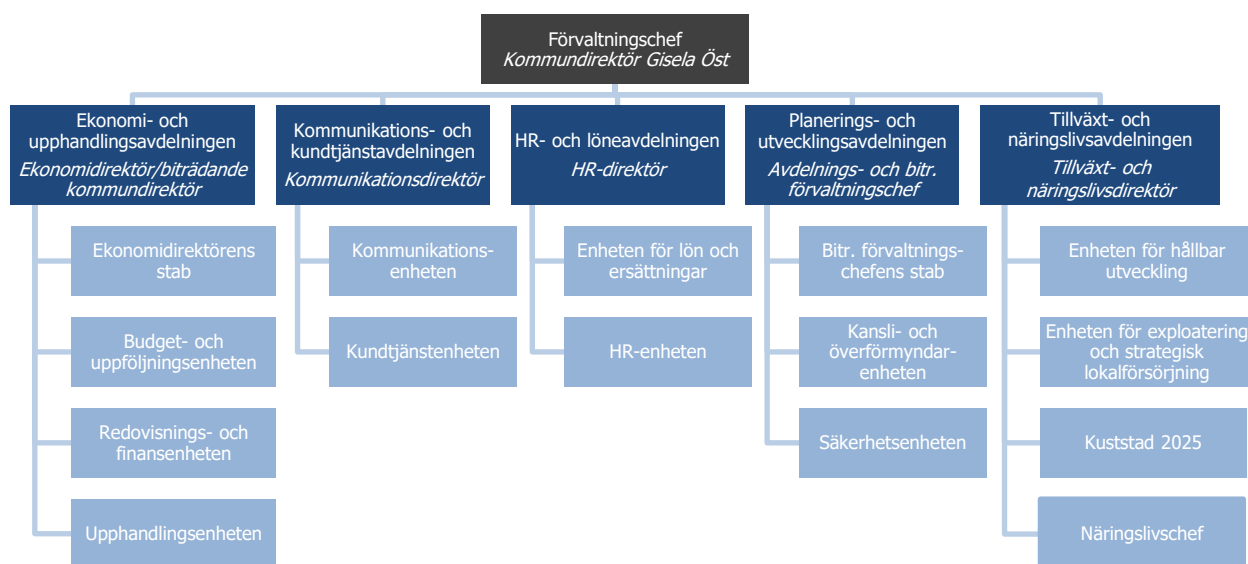 Förvaltningschef
Kommundirektör Gisela Öst
Ekonomi- och
upphandlingsavdelningen
Ekonomidirektör/biträdande
kommundirektör
Ekonomidirektörens
stab
Budget- och
uppföljningsenheten
Redovisnings- och
finansenheten
Upphandlingsenheten
Kommunikations- och
kundtjänstavdelningen
Kommunikationsdirektör
Kommunikations-
enheten
Kundtjänstenheten
HR- och löneavdelningen
HR-direktör
Enheten för lön och
ersättningar
HR-enheten
Planerings- och
utvecklingsavdelningen
Avdelnings- och bitr.
förvaltningschef
Bitr. förvaltnings-
chefens stab
Kansli- och
överförmyndar-
enheten
Säkerhetsenheten
Tillväxt- och
näringslivsavdelningen
Tillväxt- och
näringslivsdirektör
Enheten för hållbar
utveckling
Enheten för exploatering
och strategisk
lokalförsörjning
Kuststad 2025
Näringslivschef